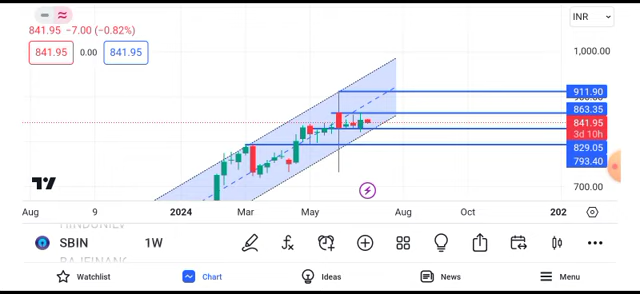 INR
841.95 −7.00 (−0.82%)
841.95 0.00 841.95
1,000.00
911.90
863.35
841.95
3d 10h
829.05
793.40
700.00
Aug 9 2024 Mar May Aug Oct 202
SBIN 1W
Watchlist Chart Ideas News Menu